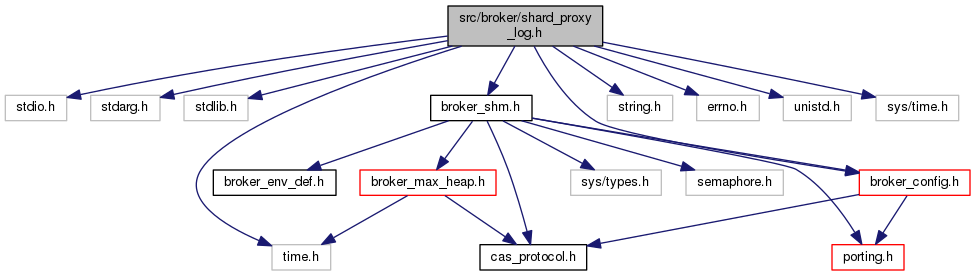 src/broker/shard_proxy
_log.h
stdio.h
stdarg.h
stdlib.h
broker_shm.h
string.h
errno.h
unistd.h
sys/time.h
broker_env_def.h
broker_max_heap.h
sys/types.h
semaphore.h
broker_config.h
time.h
cas_protocol.h
porting.h